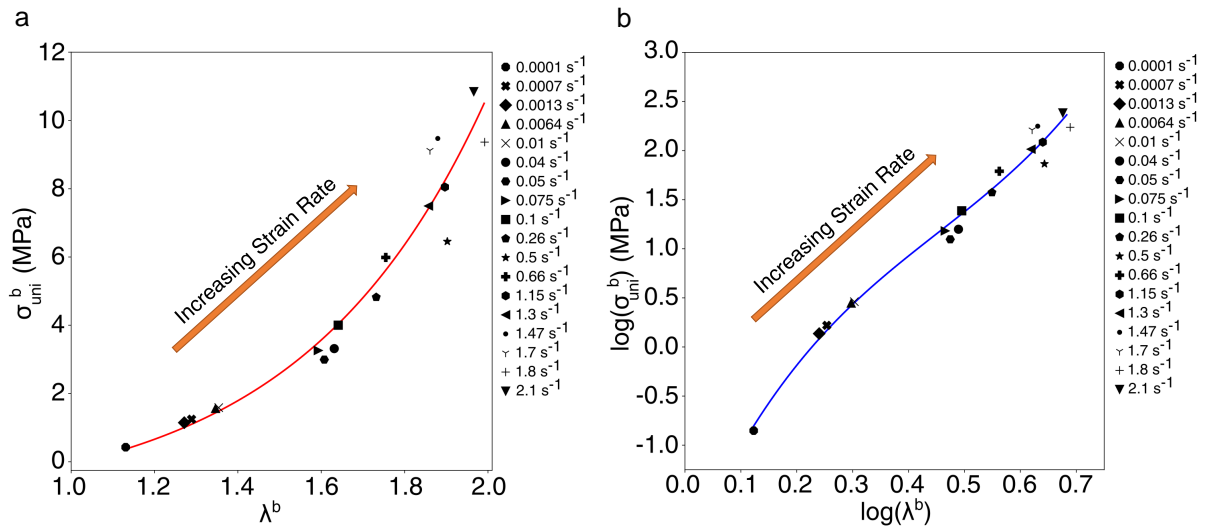 a
12
10
8
6
4
2
0
1.0 1.2 1.4 1.6 1.8 2.0
σ_uni^b (MPa)
λ^b
Increasing Strain Rate
0.0001 s^-1
0.0007 s^-1
0.0013 s^-1
0.0064 s^-1
0.01 s^-1
0.04 s^-1
0.05 s^-1
0.075 s^-1
0.1 s^-1
0.26 s^-1
0.5 s^-1
0.66 s^-1
1.15 s^-1
1.3 s^-1
1.47 s^-1
1.7 s^-1
1.8 s^-1
2.1 s^-1
b
3.0
2.5
2.0
1.5
1.0
0.5
0.0
-0.5
-1.0
0.0 0.1 0.2 0.3 0.4 0.5 0.6 0.7
log(σ_uni^b) (MPa)
log(λ^b)
Increasing Strain Rate
0.0001 s^-1
0.0007 s^-1
0.0013 s^-1
0.0064 s^-1
0.01 s^-1
0.04 s^-1
0.05 s^-1
0.075 s^-1
0.1 s^-1
0.26 s^-1
0.5 s^-1
0.66 s^-1
1.15 s^-1
1.3 s^-1
1.47 s^-1
1.7 s^-1
1.8 s^-1
2.1 s^-1